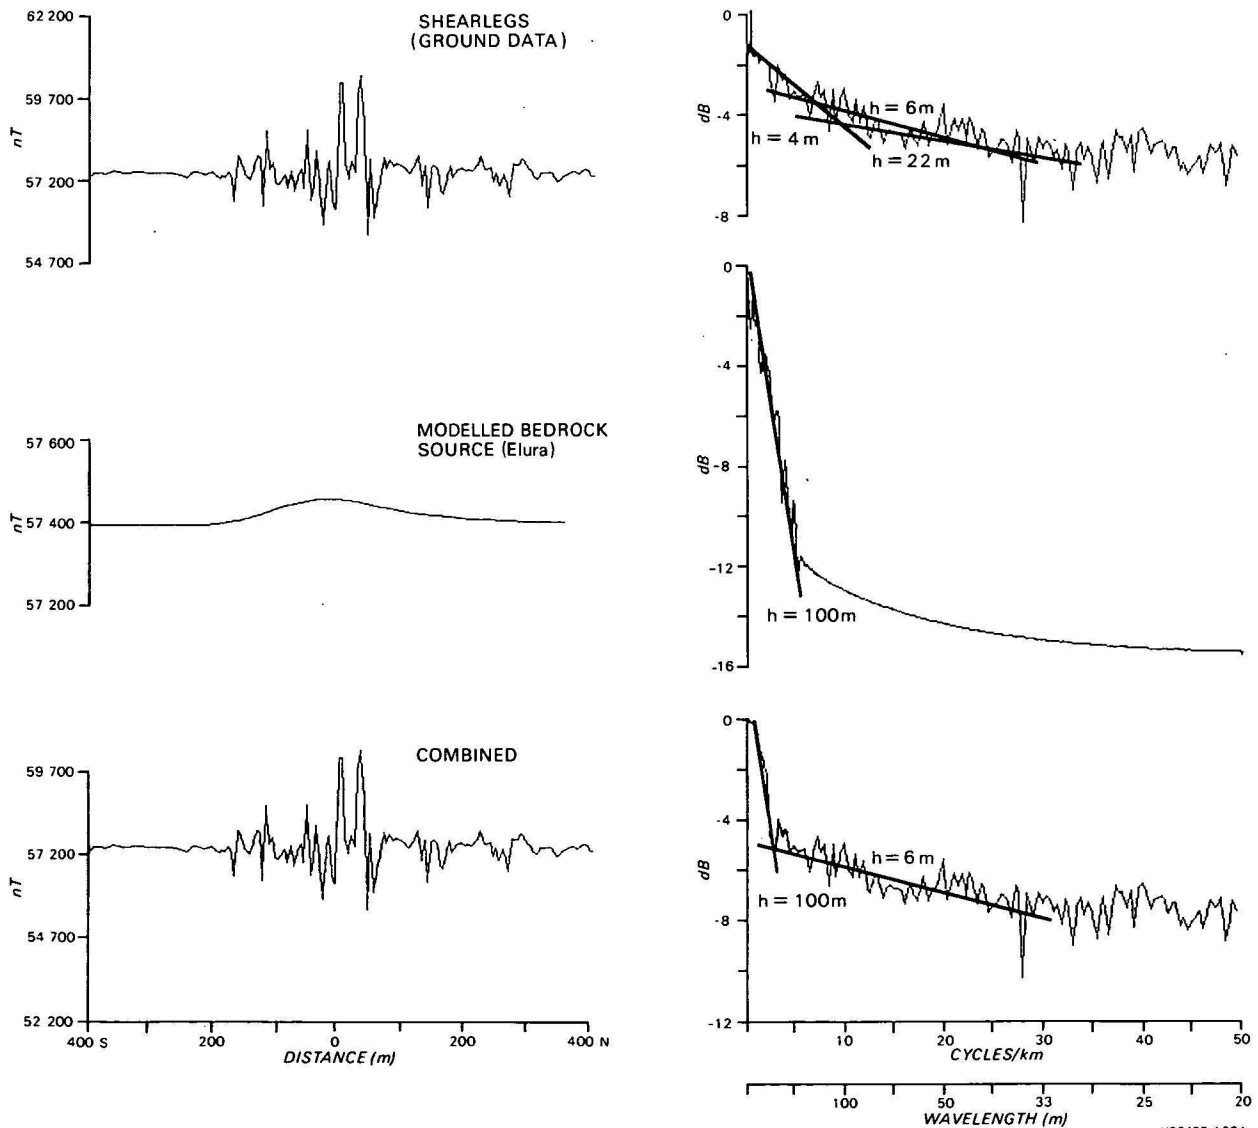 62 200
59 700
57 200
54 700
nT
SHEARLEGS
(GROUND DATA)
0
-4
-8
dB
h = 6m
h = 4m
h = 22 m
57 600
57 400
57 200
nT
MODELLED BEDROCK
SOURCE (Elura)
0
-4
-8
-12
-16
dB
h = 100m
59 700
57 200
54 700
52 200
nT
COMBINED
400 S
200
0
200
400 N
DISTANCE (m)
0
-4
-8
-12
dB
h = 6m
h = 100m
10
20
33
40
50
CYCLES/km
100
50
33
25
20
WAVELENGTH (m)